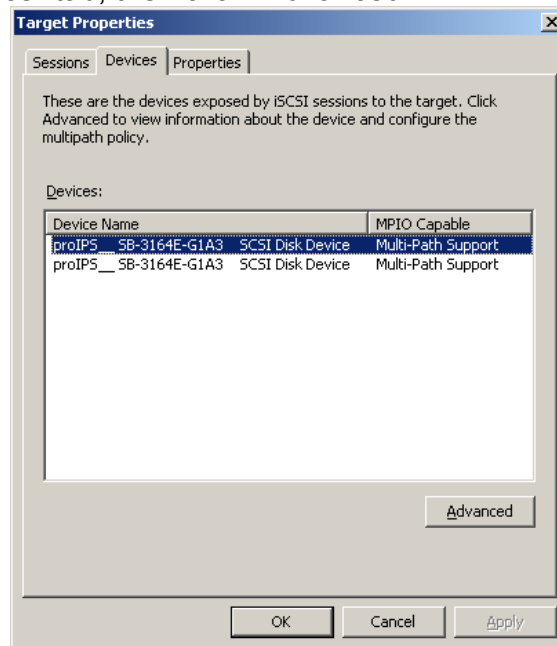 Target Properties
Sessions Devices Properties
These are the devices exposed by iSCSI sessions to the target. Click
Advanced to view information about the device and configure the
multipath policy.
Devices:
Device Name MPIO Capable
proIPS__ SB-3164E-G1A3 SCSI Disk Device Multi-Path Support
proIPS__ SB-3164E-G1A3 SCSI Disk Device Multi-Path Support
Advanced
OK Cancel Apply